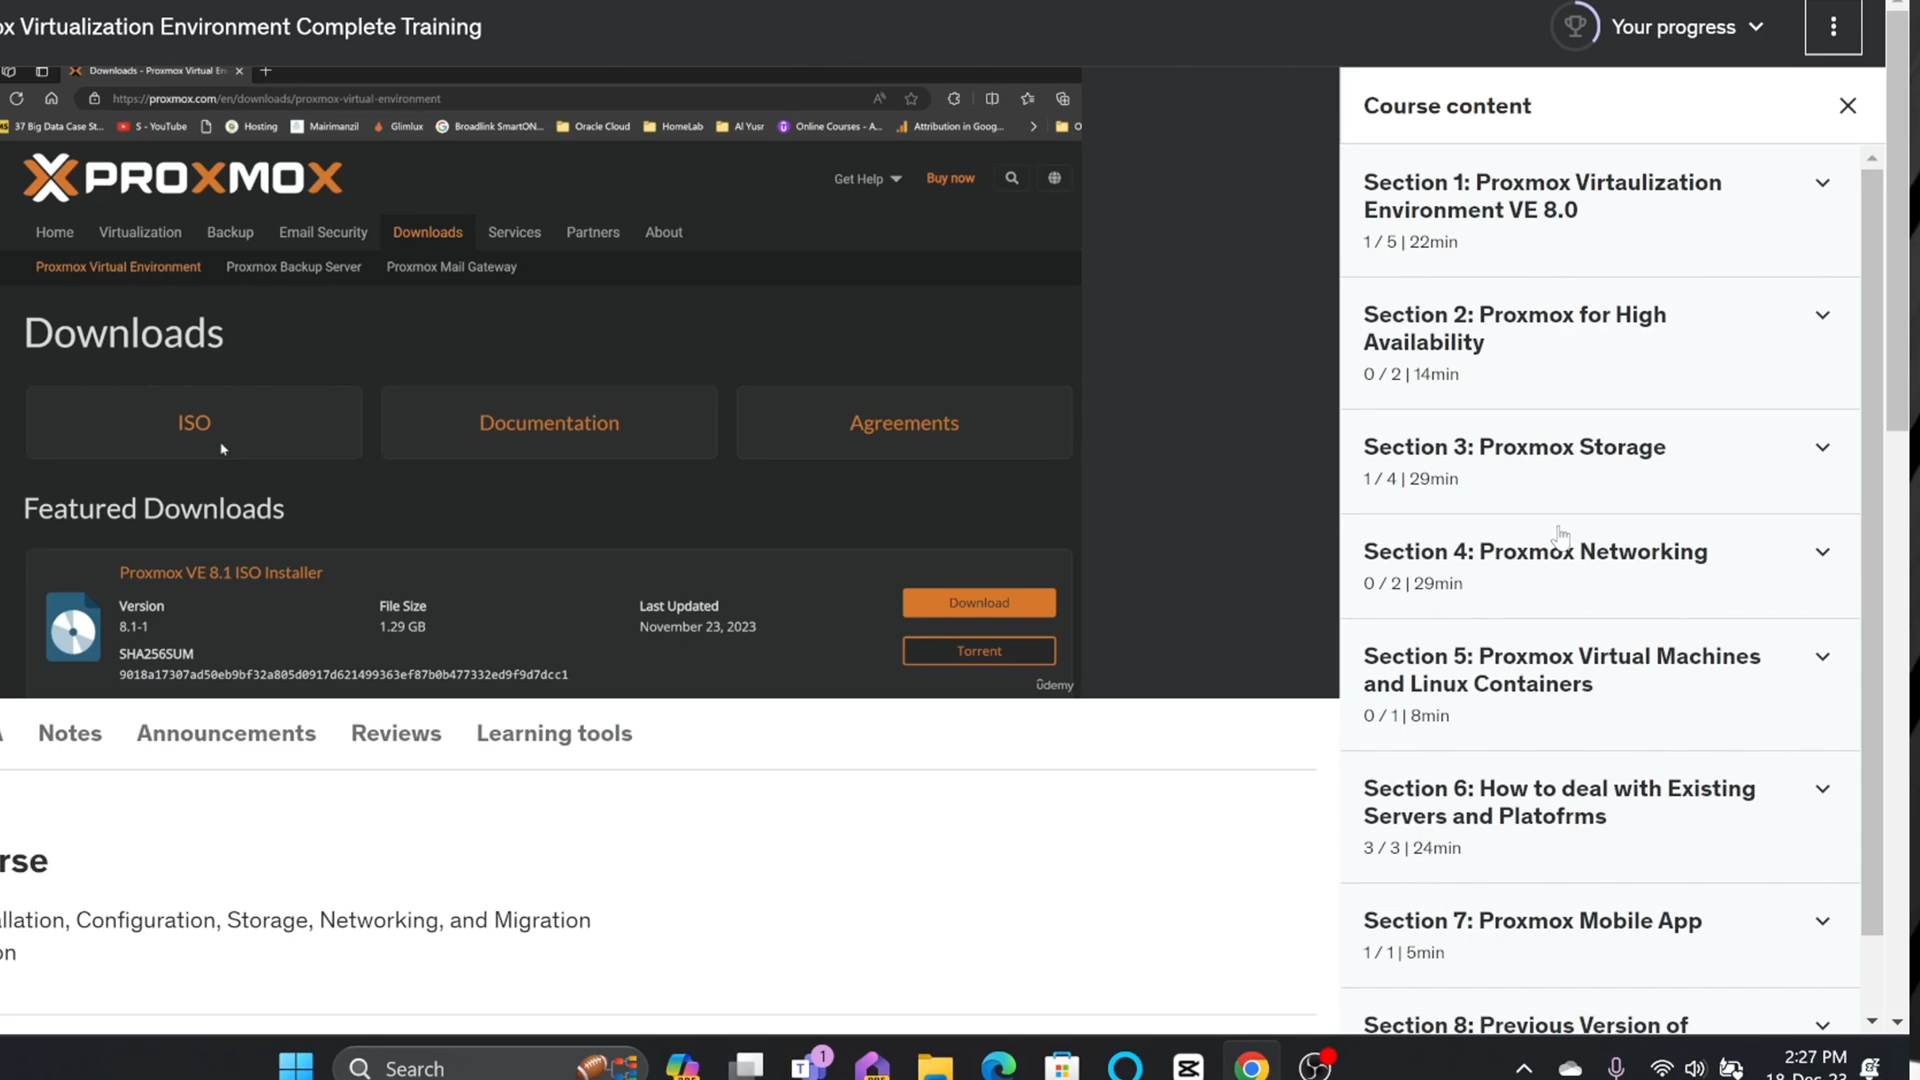 ox Virtualization Environment Complete Training
Your progress
Downloads - Proxmox Virtual En
https://proxmox.com/en/downloads/proxmox-virtual-environment
37 Big Data Case St...
S - YouTube
Hosting
Mairimanzil
Glimlux
Broadlink SmartON...
Oracle Cloud
HomeLab
Al Yusr
Online Courses - A...
Attribution in Goog...
PROXMOX
Get Help
Buy now
Home
Virtualization
Backup
Email Security
Downloads
Services
Partners
About
Proxmox Virtual Environment
Proxmox Backup Server
Proxmox Mail Gateway
Downloads
ISO
Documentation
Agreements
Featured Downloads
Proxmox VE 8.1 ISO Installer
Version
8.1-1
File Size
1.29 GB
Last Updated
November 23, 2023
Download
Torrent
SHA256SUM
9018a17307ad50eb9bf32a805d0917d621499363ef87b0b477332ed9f9d7dcc1
ûdemy
Notes
Announcements
Reviews
Learning tools
rse
allation, Configuration, Storage, Networking, and Migration
on
Course content
Section 1: Proxmox Virtaulization
Environment VE 8.0
1 / 5 | 22min
Section 2: Proxmox for High
Availability
0 / 2 | 14min
Section 3: Proxmox Storage
1 / 4 | 29min
Section 4: Proxmox Networking
0 / 2 | 29min
Section 5: Proxmox Virtual Machines
and Linux Containers
0 / 1 | 8min
Section 6: How to deal with Existing
Servers and Platofrms
3 / 3 | 24min
Section 7: Proxmox Mobile App
1 / 1 | 5min
Section 8: Previous Version of
Search
1
2:27 PM
18-Dec-23